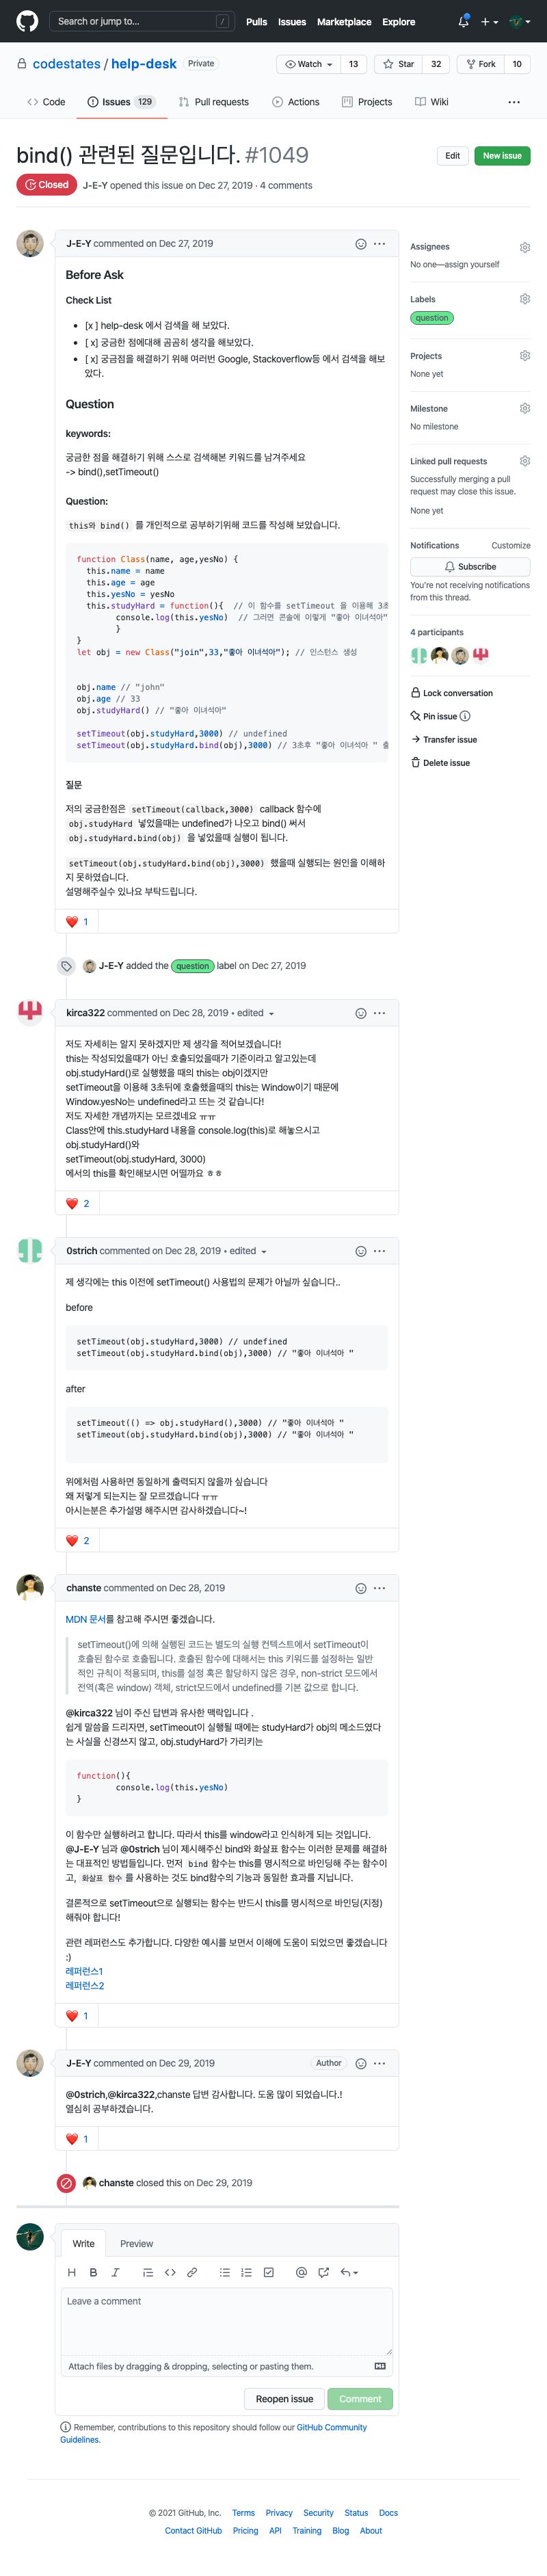 Search or jump to... /
Pulls Issues Marketplace Explore
codestates / help-desk Private
Watch 13 Star 32 Fork 10
Code Issues 129 Pull requests Actions Projects Wiki ...
bind() 관련된 질문입니다. #1049
Edit New issue
Closed J-E-Y opened this issue on Dec 27, 2019 · 4 comments
J-E-Y commented on Dec 27, 2019
Before Ask
Check List
[x ] help-desk 에서 검색을 해 보았다.
[ x] 궁금한 점에대해 곰곰히 생각을 해보았다.
[ x] 궁금점을 해결하기 위해 여러번 Google, Stackoverflow등 에서 검색을 해보
았다.
Question
keywords:
궁금한 점을 해결하기 위해 스스로 검색해본 키워드를 남겨주세요
-> bind(),setTimeout()
Question:
this와 bind() 를 개인적으로 공부하기위해 코드를 작성해 보았습니다.
function Class(name, age,yesNo) {
this.name = name
this.age = age
this.yesNo = yesNo
this.studyHard = function(){ // 이 함수를 setTimeout 을 이용해 3초
console.log(this.yesNo) // 그러면 콘솔에 이렇게 "좋아 이녀석아"
}
}
let obj = new Class("join",33,"좋아 이녀석아"); // 인스턴스 생성
obj.name // "john"
obj.age // 33
obj.studyHard() // "좋아 이녀석아"
setTimeout(obj.studyHard,3000) // undefined
setTimeout(obj.studyHard.bind(obj),3000) // 3초후 "좋아 이녀석아 " 출
질문
저의 궁금한점은 setTimeout(callback,3000) callback 함수에
obj.studyHard 넣었을때는 undefined가 나오고 bind() 써서
obj.studyHard.bind(obj) 을 넣었을때 실행이 됩니다.
setTimeout(obj.studyHard.bind(obj),3000) 했을때 실행되는 원인을 이해하
지 못하였습니다.
설명해주실수 있나요 부탁드립니다.
❤️ 1
J-E-Y added the question label on Dec 27, 2019
kirca322 commented on Dec 28, 2019 • edited
저도 자세히는 알지 못하겠지만 제 생각을 적어보겠습니다!
this는 작성되었을때가 아닌 호출되었을때가 기준이라고 알고있는데
obj.studyHard()로 실행했을 때의 this는 obj이겠지만
setTimeout을 이용해 3초뒤에 호출했을때의 this는 Window이기 때문에
Window.yesNo는 undefined라고 뜨는 것 같습니다!
저도 자세한 개념까지는 모르겠네요 ㅠㅠ
Class안에 this.studyHard 내용을 console.log(this)로 해놓으시고
obj.studyHard()와
setTimeout(obj.studyHard, 3000)
에서의 this를 확인해보시면 어떨까요 ㅎㅎ
❤️ 2
0strich commented on Dec 28, 2019 • edited
제 생각에는 this 이전에 setTimeout() 사용법의 문제가 아닐까 싶습니다..
before
setTimeout(obj.studyHard,3000) // undefined
setTimeout(obj.studyHard.bind(obj),3000) // "좋아 이녀석아 "
after
setTimeout(() => obj.studyHard(),3000) // "좋아 이녀석아 "
setTimeout(obj.studyHard.bind(obj),3000) // "좋아 이녀석아 "
위에처럼 사용하면 동일하게 출력되지 않을까 싶습니다
왜 저렇게 되는지는 잘 모르겠습니다 ㅠㅠ
아시는분은 추가설명 해주시면 감사하겠습니다~!
❤️ 2
chanste commented on Dec 28, 2019
MDN 문서를 참고해 주시면 좋겠습니다.
setTimeout()에 의해 실행된 코드는 별도의 실행 컨텍스트에서 setTimeout이
호출된 함수로 호출됩니다. 호출된 함수에 대해서는 this 키워드를 설정하는 일반
적인 규칙이 적용되며, this를 설정 혹은 할당하지 않은 경우, non-strict 모드에서
전역(혹은 window) 객체, strict모드에서 undefined를 기본 값으로 합니다.
@kirca322 님이 주신 답변과 유사한 맥락입니다 .
쉽게 말씀을 드리자면, setTimeout이 실행될 때에는 studyHard가 obj의 메소드였다
는 사실을 신경쓰지 않고, obj.studyHard가 가리키는
function(){
console.log(this.yesNo)
}
이 함수만 실행하려고 합니다. 따라서 this를 window라고 인식하게 되는 것입니다.
@J-E-Y 님과 @0strich 님이 제시해주신 bind와 화살표 함수는 이러한 문제를 해결하
는 대표적인 방법들입니다. 먼저 bind 함수는 this를 명시적으로 바인딩해 주는 함수이
고, 화살표 함수 를 사용하는 것도 bind함수의 기능과 동일한 효과를 지닙니다.
결론적으로 setTimeout으로 실행되는 함수는 반드시 this를 명시적으로 바인딩(지정)
해줘야 합니다!
관련 레퍼런스도 추가합니다. 다양한 예시를 보면서 이해에 도움이 되었으면 좋겠습니다
:)
레퍼런스1
레퍼런스2
❤️ 1
J-E-Y commented on Dec 29, 2019 Author
@0strich,@kirca322,chanste 답변 감사합니다. 도움 많이 되었습니다.!
열심히 공부하겠습니다.
❤️ 1
chanste closed this on Dec 29, 2019
Write Preview
Leave a comment
Attach files by dragging & dropping, selecting or pasting them.
Reopen issue Comment
Remember, contributions to this repository should follow our GitHub Community
Guidelines.
Assignees
No one—assign yourself
Labels
question
Projects
None yet
Milestone
No milestone
Linked pull requests
Successfully merging a pull
request may close this issue.
None yet
Notifications Customize
Subscribe
You're not receiving notifications
from this thread.
4 participants
Lock conversation
Pin issue
Transfer issue
Delete issue
© 2021 GitHub, Inc. Terms Privacy Security Status Docs
Contact GitHub Pricing API Training Blog About